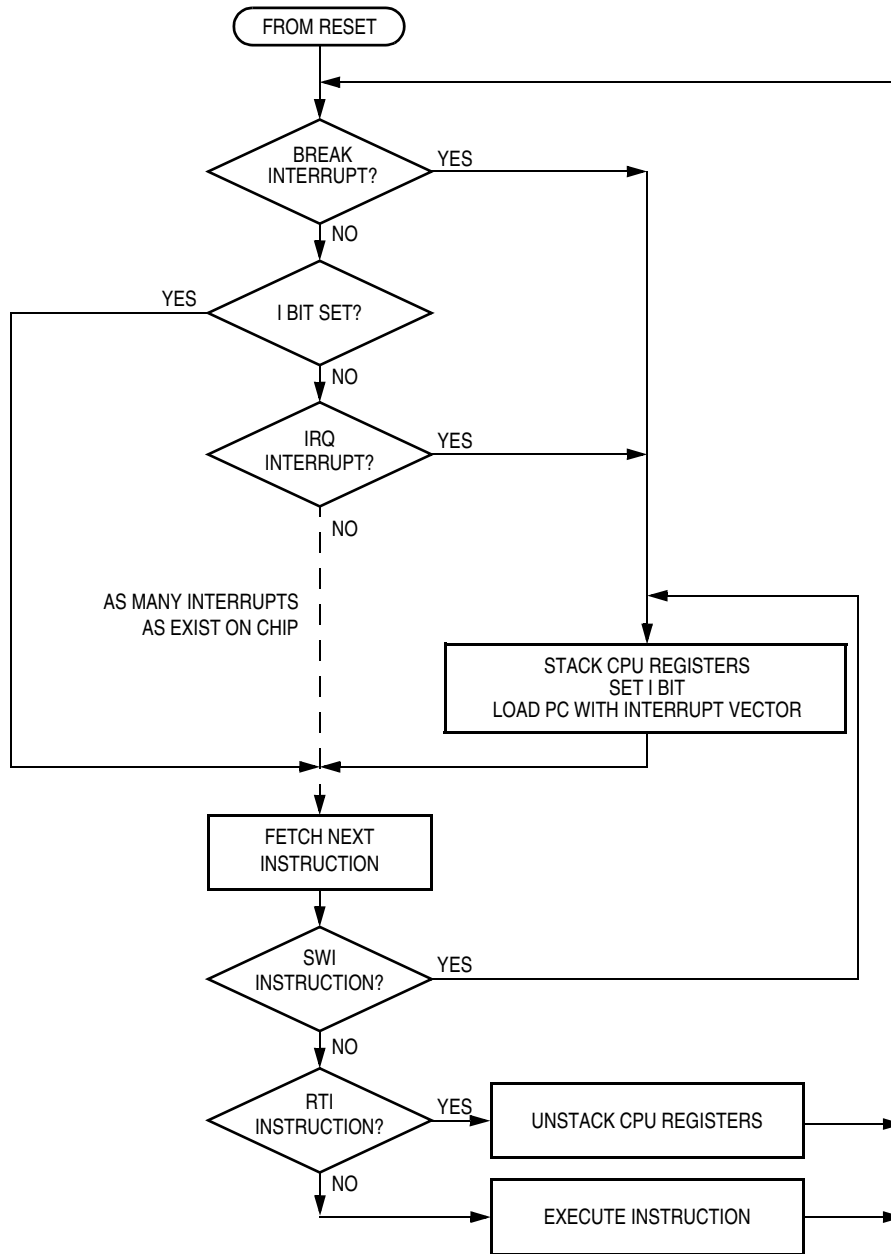 FROM RESET
BREAK
INTERRUPT?
YES
NO
YES
I BIT SET?
NO
IRQ
INTERRUPT?
YES
NO
AS MANY INTERRUPTS
AS EXIST ON CHIP
STACK CPU REGISTERS
SET I BIT
LOAD PC WITH INTERRUPT VECTOR
FETCH NEXT
INSTRUCTION
SWI
INSTRUCTION?
YES
NO
RTI
INSTRUCTION?
YES
UNSTACK CPU REGISTERS
NO
EXECUTE INSTRUCTION